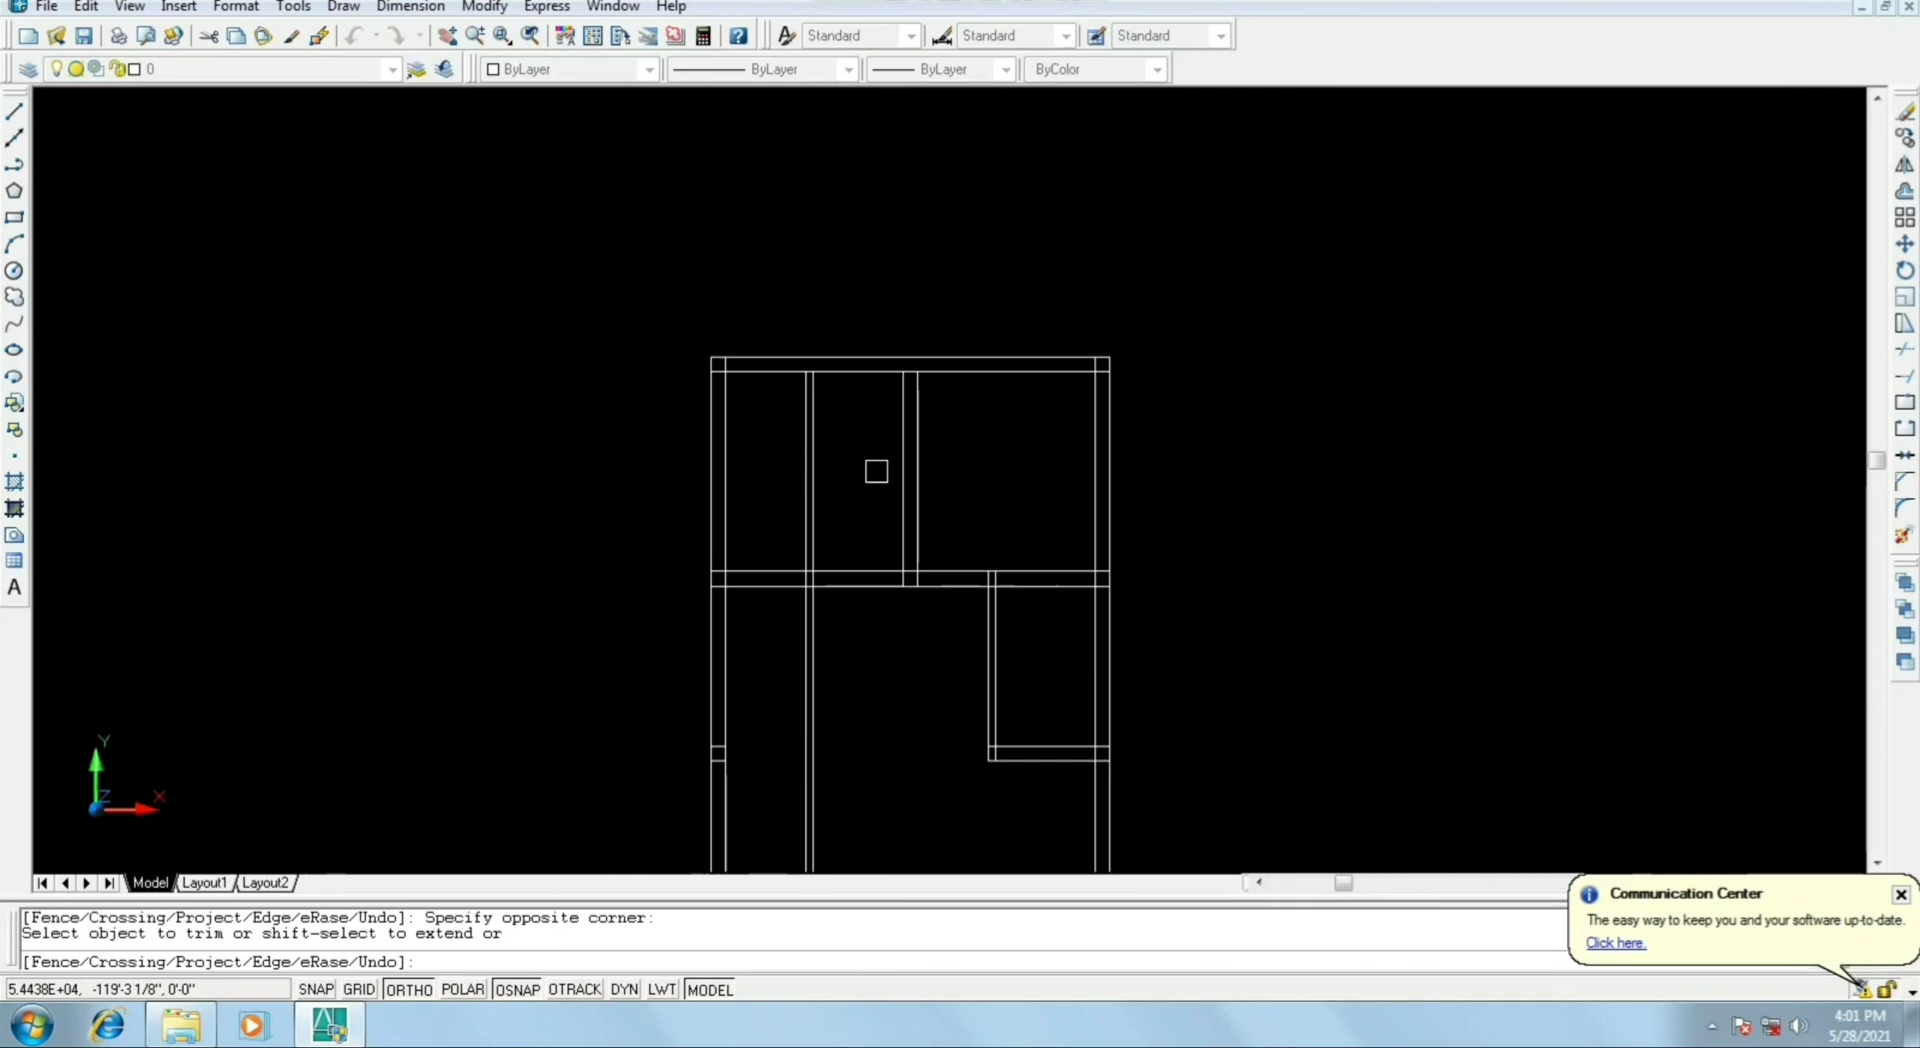 File Edit View Insert Format Tools Draw Dimension Modify Express Window Help
Standard Standard Standard
0 ByLayer ByLayer ByLayer ByColor
A
Y
Z X
Model Layout1 Layout2
[Fence/Crossing/Project/Edge/eRase/Undo]: Specify opposite corner:
Select object to trim or shift-select to extend or
[Fence/Crossing/Project/Edge/eRase/Undo]:
Communication Center
The easy way to keep you and your software up-to-date.
Click here.
5.4438E+04, -119'-3 1/8", 0'-0" SNAP GRID ORTHO POLAR OSNAP OTRACK DYN LWT MODEL
4:01 PM
5/28/2021